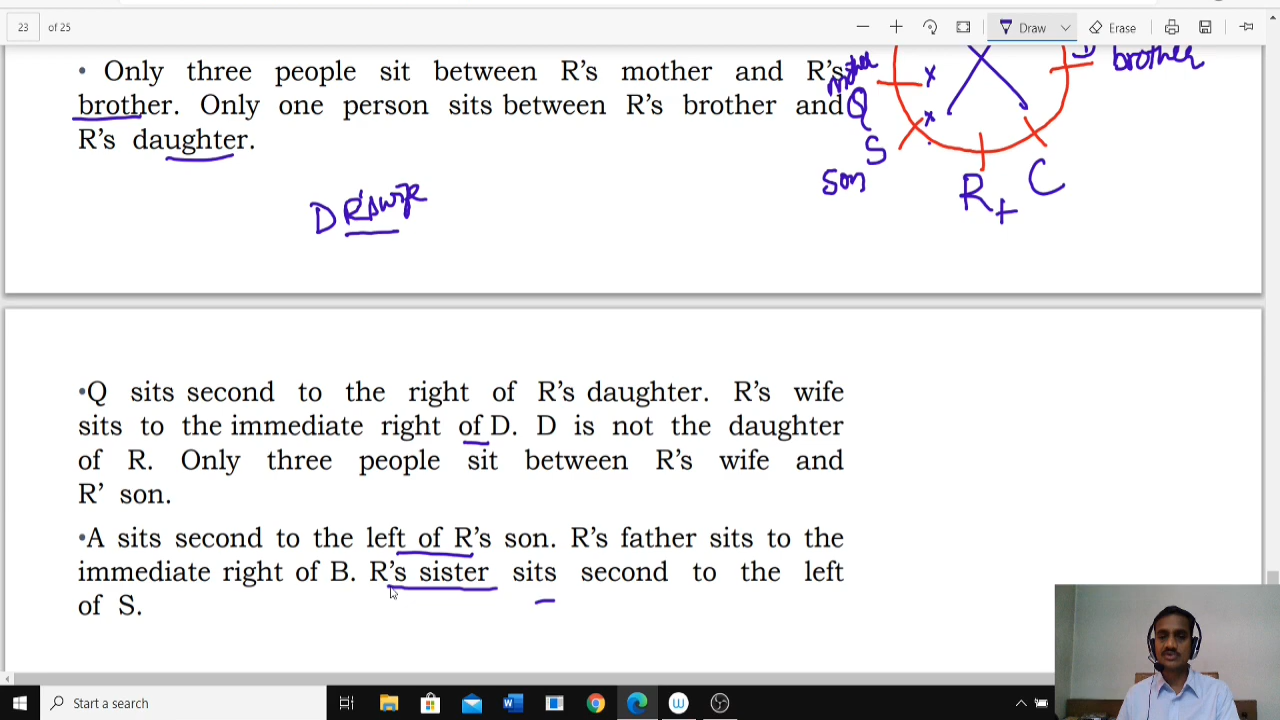 23 of 25
Draw
Erase
• Only three people sit between R's mother and R's
brother. Only one person sits between R's brother and
R's daughter.
mother
Q
S
son
R+
C
D
brother
D R's wife
•Q sits second to the right of R's daughter. R's wife
sits to the immediate right of D. D is not the daughter
of R. Only three people sit between R's wife and
R' son.
•A sits second to the left of R's son. R's father sits to the
immediate right of B. R's sister sits second to the left
of S.
Start a search